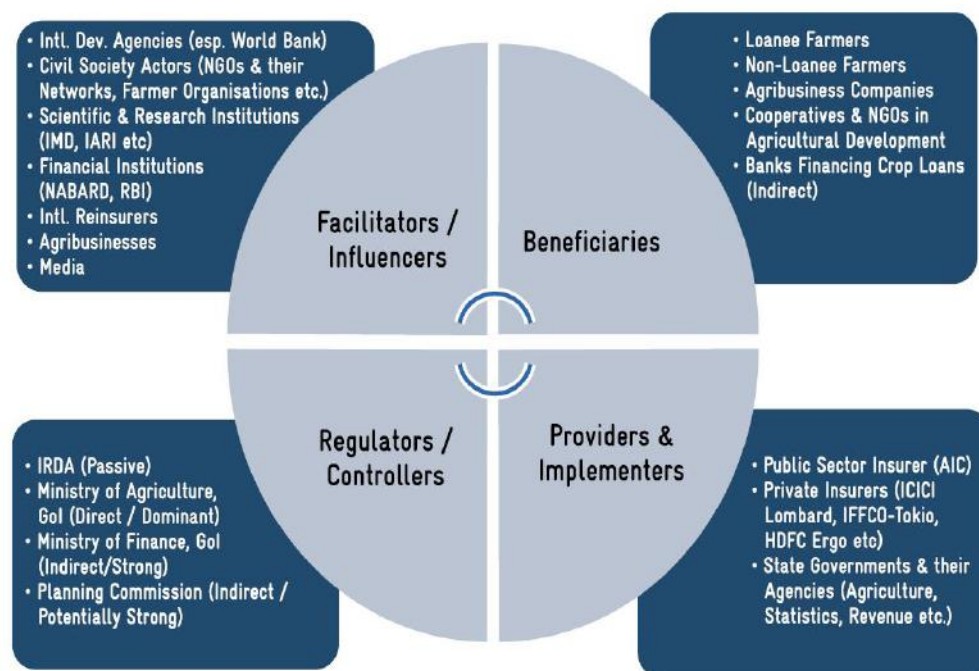 • Intl. Dev. Agencies (esp. World Bank)
• Civil Society Actors (NGOs & their
Networks, Farmer Organisations etc.)
• Scientific & Research Institutions
(IMD, IARI etc)
• Financial Institutions
(NABARD, RBI)
• Intl. Reinsurers
• Agribusinesses
• Media
Facilitators /
Influencers
• Loanee Farmers
• Non-Loanee Farmers
• Agribusiness Companies
• Cooperatives & NGOs in
Agricultural Development
• Banks Financing Crop Loans
(Indirect)
Beneficiaries
• IRDA (Passive)
• Ministry of Agriculture,
GoI (Direct / Dominant)
• Ministry of Finance, GoI
(Indirect/Strong)
• Planning Commission (Indirect /
Potentially Strong)
Regulators /
Controllers
Providers &
Implementers
• Public Sector Insurer (AIC)
• Private Insurers (ICICI
Lombard, IFFCO-Tokio,
HDFC Ergo etc)
• State Governments & their
Agencies (Agriculture,
Statistics, Revenue etc.)